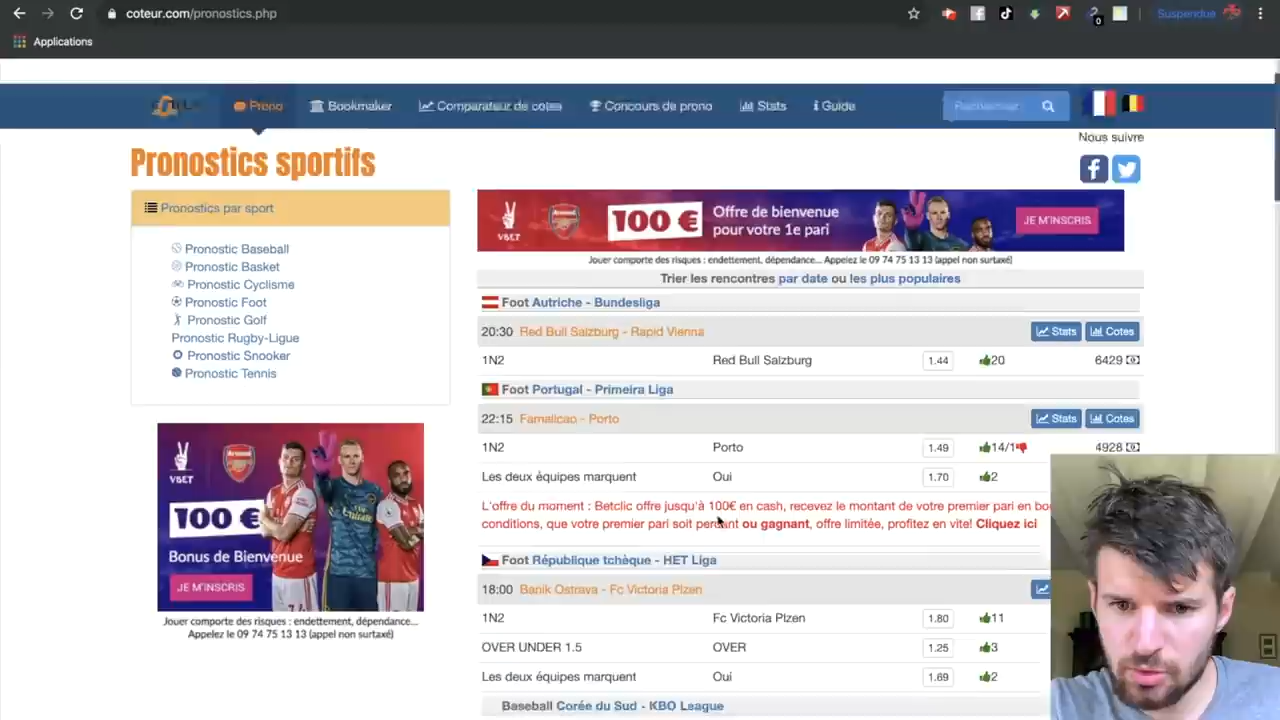 coteur.com/pronostics.php
0
Suspendue
Applications
Prono
Bookmaker
Comparateur de cotes
Concours de prono
Stats
Guide
Rechercher
Nous suivre
Pronostics sportifs
Pronostics par sport
Pronostic Baseball
Pronostic Basket
Pronostic Cyclisme
Pronostic Foot
Pronostic Golf
Pronostic Rugby-Ligue
Pronostic Snooker
Pronostic Tennis
VBET
Arsenal
100 €
Bonus de Bienvenue
JE M'INSCRIS
Jouer comporte des risques : endettement, dépendance...
Appelez le 09 74 75 13 13 (appel non surtaxé)
VBET
Arsenal
100 €
Offre de bienvenue
pour votre 1e pari
JE M'INSCRIS
Jouer comporte des risques : endettement, dépendance... Appelez le 09 74 75 13 13 (appel non surtaxé)
Trier les rencontres par date ou les plus populaires
Foot Autriche - Bundesliga
20:30 Red Bull Salzburg - Rapid Vienna Stats Cotes
1N2 Red Bull Salzburg 1.44 20 6429
Foot Portugal - Primeira Liga
22:15 Famalicao - Porto Stats Cotes
1N2 Porto 1.49 14/1 4928
Les deux équipes marquent Oui 1.70 2
L'offre du moment : Betclic offre jusqu'à 100€ en cash, recevez le montant de votre premier pari en
conditions, que votre premier pari soit perdant ou gagnant, offre limitée, profitez en vite! Cliquez ici
Foot République tchèque - HET Liga
18:00 Banik Ostrava - Fc Victoria Plzen
1N2 Fc Victoria Plzen 1.80 11
OVER UNDER 1.5 OVER 1.25 3
Les deux équipes marquent Oui 1.69 2
Baseball Corée du Sud - KBO League